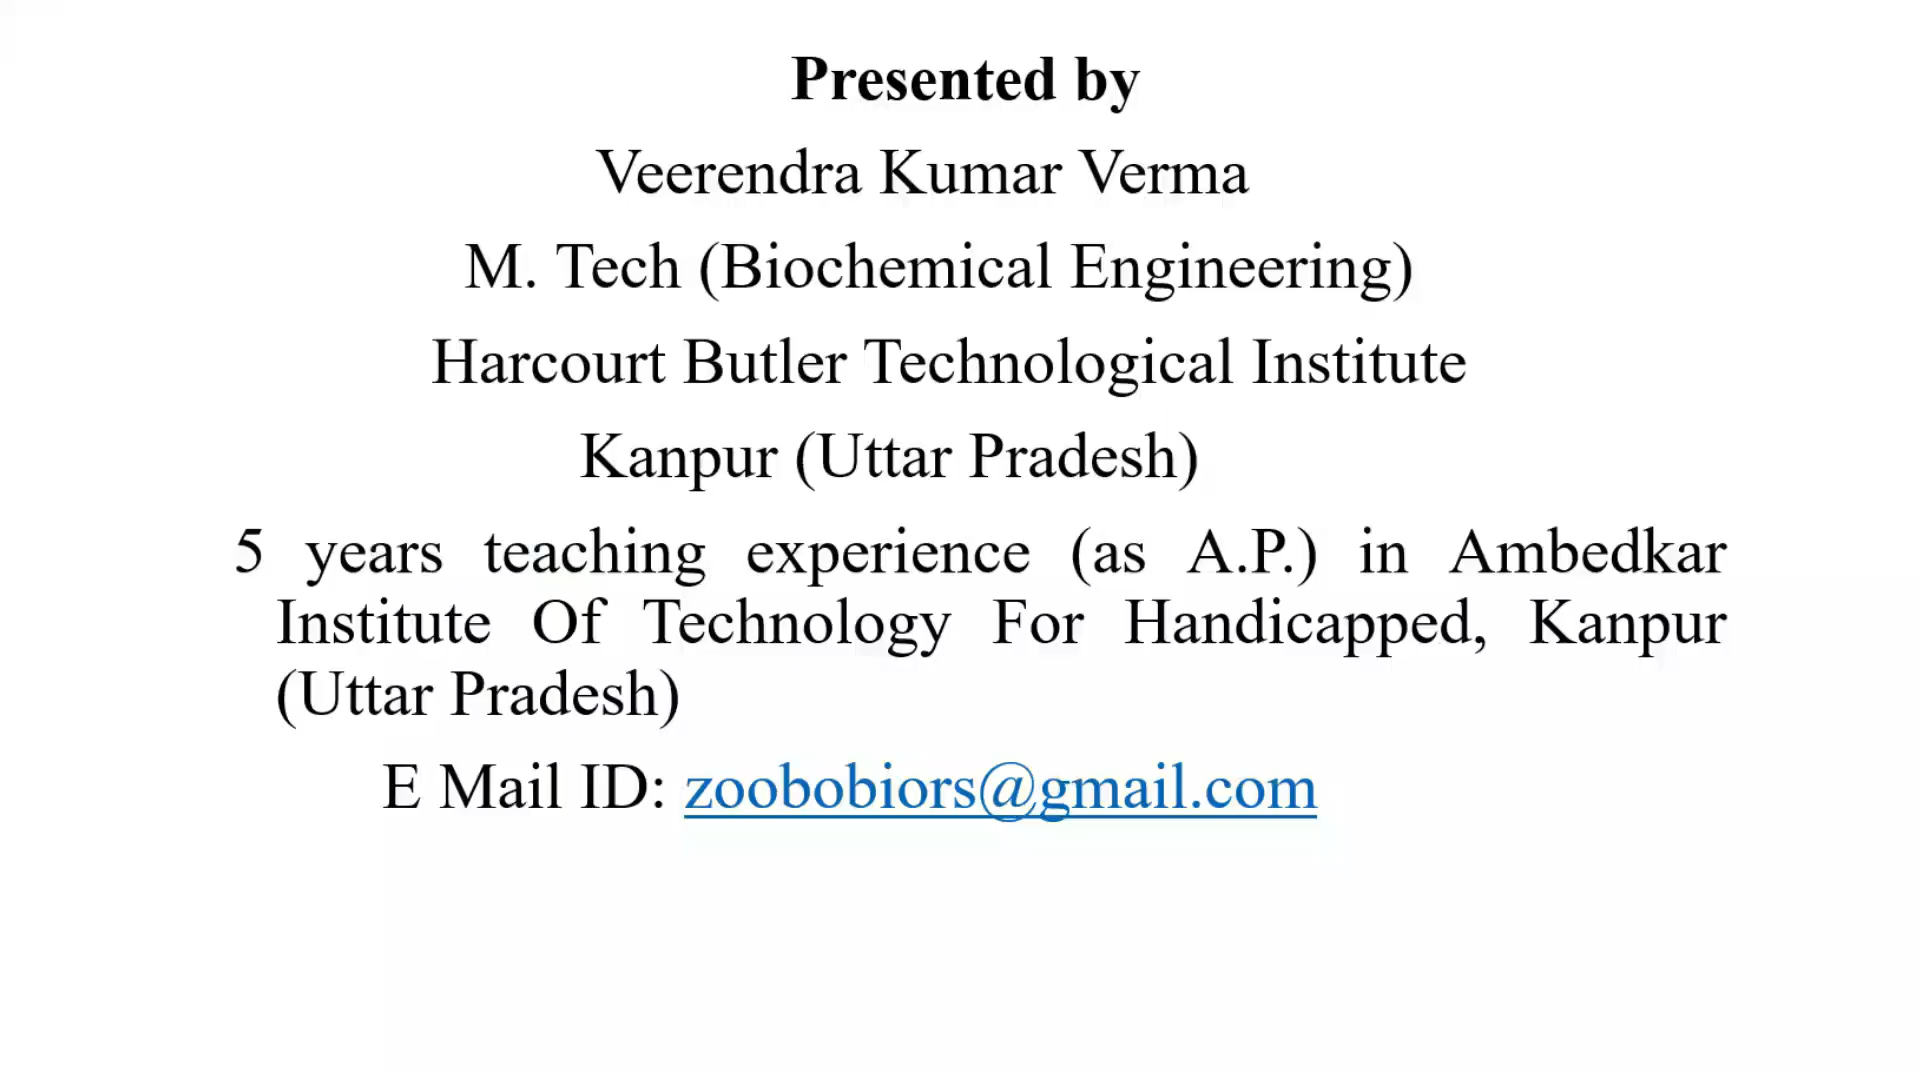 Presented by
Veerendra Kumar Verma
M. Tech (Biochemical Engineering)
Harcourt Butler Technological Institute
Kanpur (Uttar Pradesh)
5 years teaching experience (as A.P.) in Ambedkar
Institute Of Technology For Handicapped, Kanpur
(Uttar Pradesh)
E Mail ID: zoobobiors@gmail.com